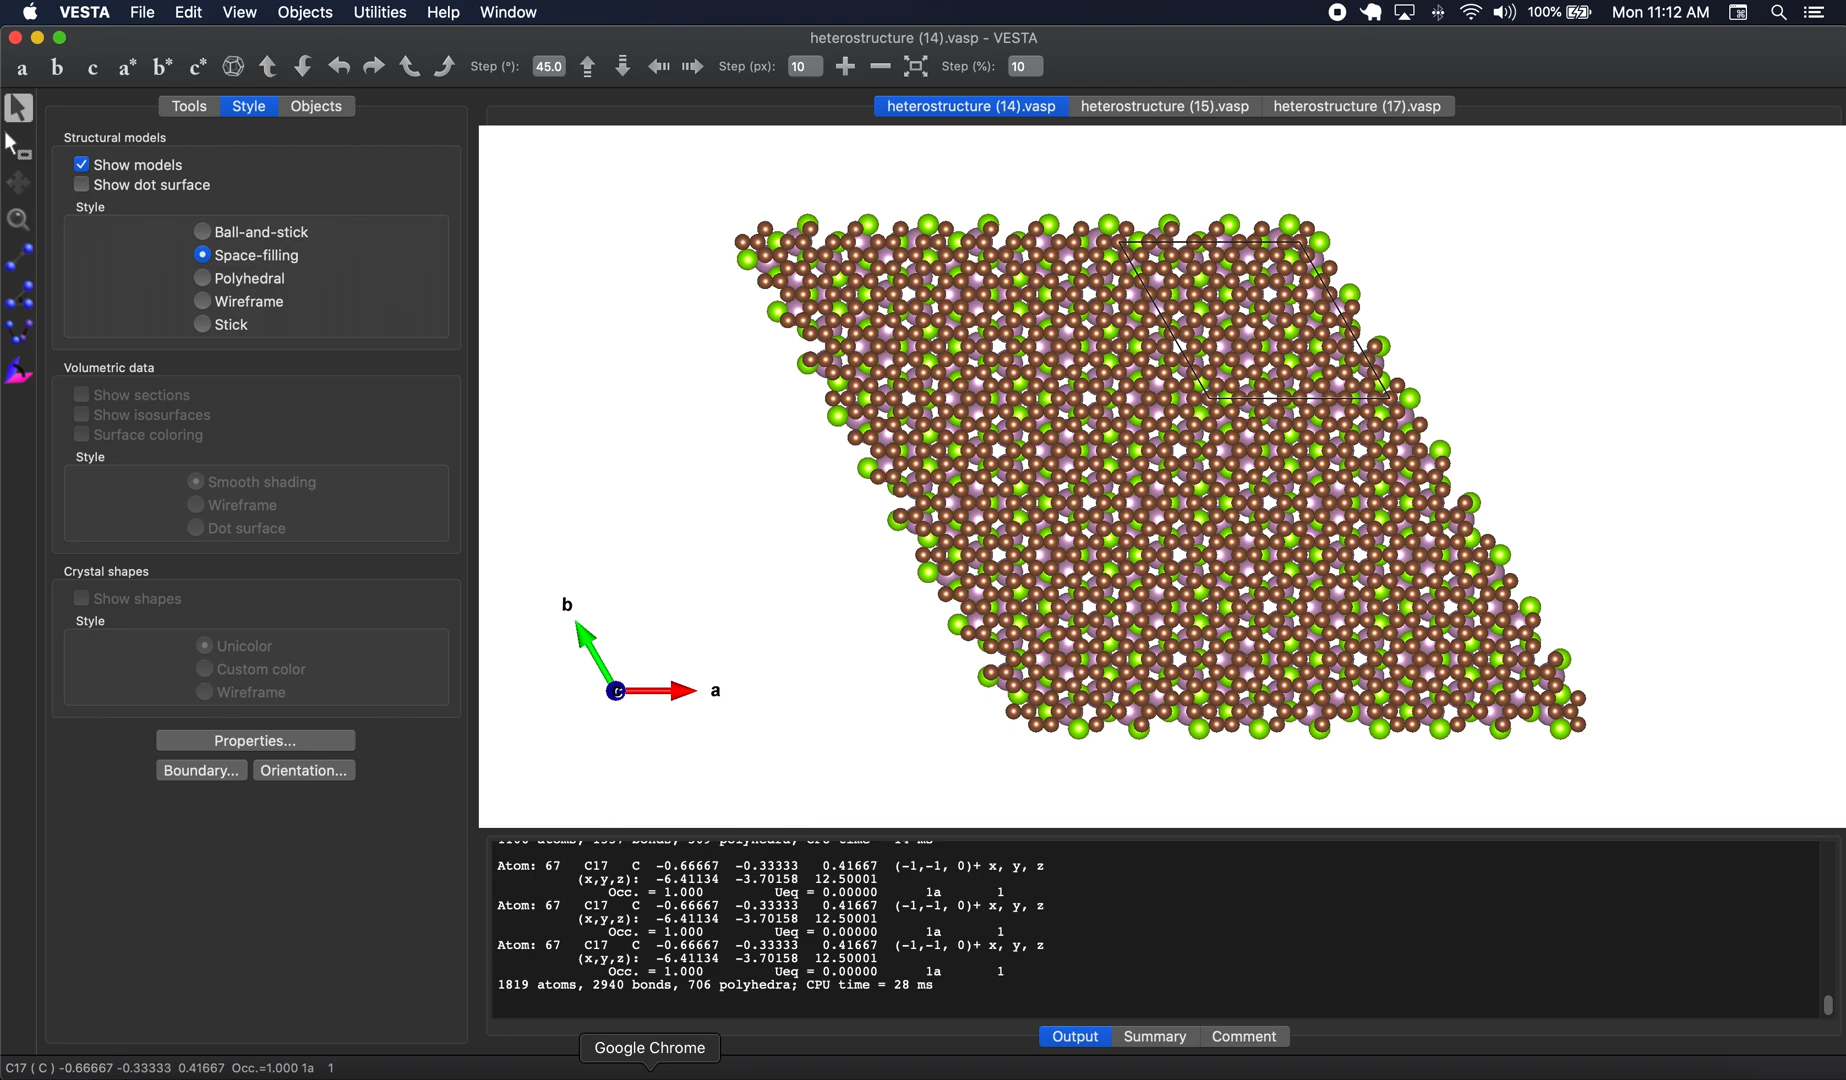 VESTA File Edit View Objects Utilities Help Window 100% Mon 11:12 AM
heterostructure (14).vasp - VESTA
a b c a* b* c* Step (°): 45.0 Step (px): 10 Step (%): 10
Tools Style Objects
heterostructure (14).vasp heterostructure (15).vasp heterostructure (17).vasp
Structural models
Show models
Show dot surface
Style
Ball-and-stick
Space-filling
Polyhedral
Wireframe
Stick
Volumetric data
Show sections
Show isosurfaces
Surface coloring
Style
Smooth shading
Wireframe
Dot surface
Crystal shapes
Show shapes
Style
Unicolor
Custom color
Wireframe
Properties...
Boundary... Orientation...
b
c a
Atom: 67 C17 C -0.66667 -0.33333 0.41667 (-1,-1, 0)+ x, y, z
(x,y,z): -6.41134 -3.70158 12.50001
Occ. = 1.000 Ueq = 0.00000 1a 1
Atom: 67 C17 C -0.66667 -0.33333 0.41667 (-1,-1, 0)+ x, y, z
(x,y,z): -6.41134 -3.70158 12.50001
Occ. = 1.000 Ueq = 0.00000 1a 1
Atom: 67 C17 C -0.66667 -0.33333 0.41667 (-1,-1, 0)+ x, y, z
(x,y,z): -6.41134 -3.70158 12.50001
Occ. = 1.000 Ueq = 0.00000 1a 1
1819 atoms, 2940 bonds, 706 polyhedra; CPU time = 28 ms
Output Summary Comment
Google Chrome
C17 ( C ) -0.66667 -0.33333 0.41667 Occ.=1.000 1a 1